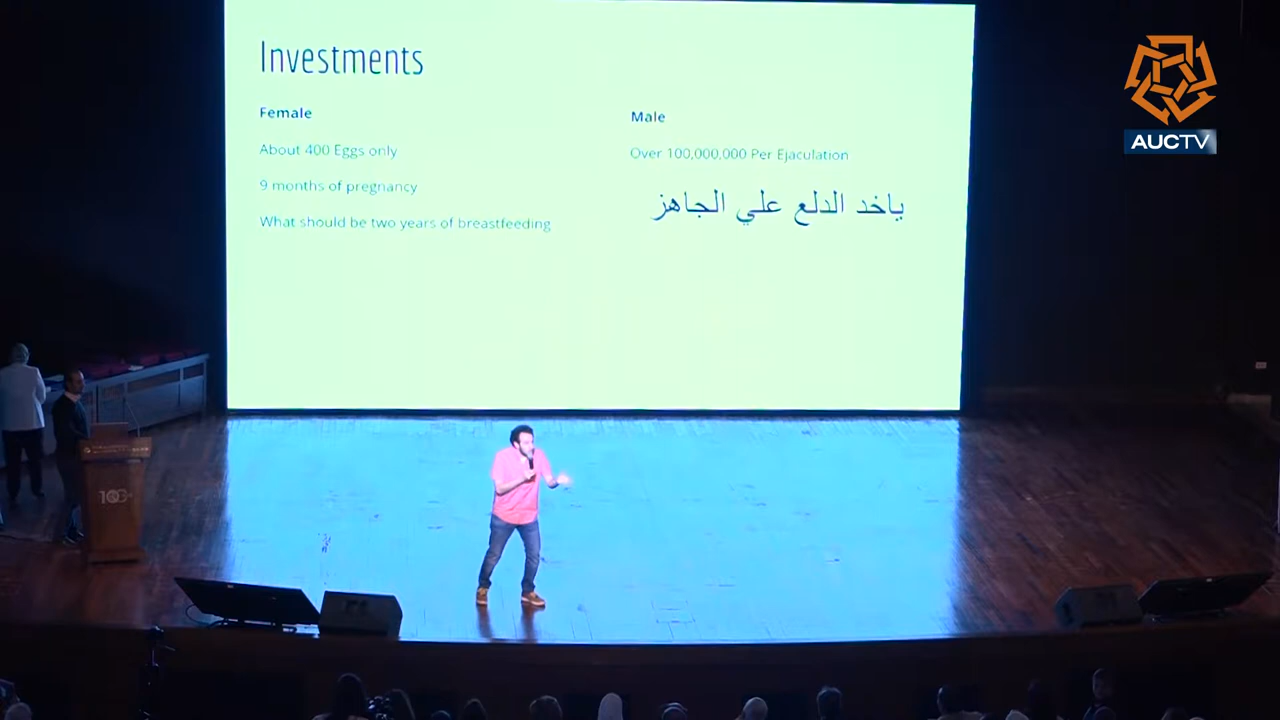 Investments
Female
About 400 Eggs only
9 months of pregnancy
What should be two years of breastfeeding
Male
Over 100,000,000 Per Ejaculation
ياخد الدلع علي الجاهز
AUCTV
100